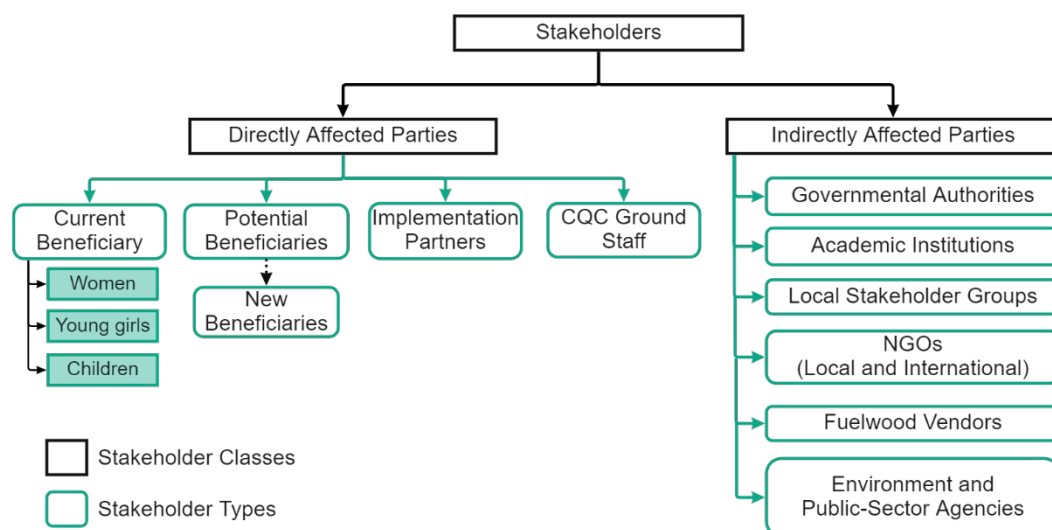 Stakeholders
Directly Affected Parties
Indirectly Affected Parties
Current
Beneficiary
Potential
Beneficiaries
Implementation
Partners
CQC Ground
Staff
Women
Young girls
Children
New
Beneficiaries
Governmental Authorities
Academic Institutions
Local Stakeholder Groups
NGOs
(Local and International)
Fuelwood Vendors
Environment and
Public-Sector Agencies
Stakeholder Classes
Stakeholder Types